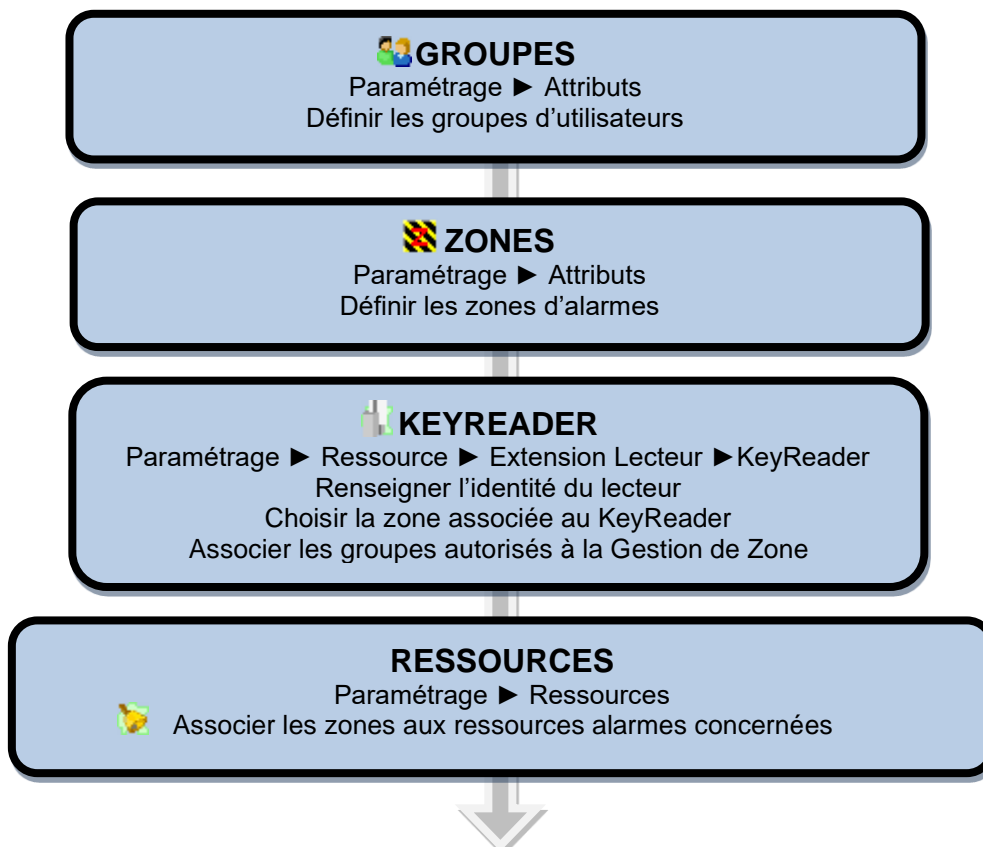 GROUPES
Paramétrage ► Attributs
Définir les groupes d’utilisateurs
Z ZONES
Paramétrage ► Attributs
Définir les zones d’alarmes
KEYREADER
Paramétrage ► Ressource ► Extension Lecteur ►KeyReader
Renseigner l’identité du lecteur
Choisir la zone associée au KeyReader
Associer les groupes autorisés à la Gestion de Zone
RESSOURCES
Paramétrage ► Ressources
Associer les zones aux ressources alarmes concernées